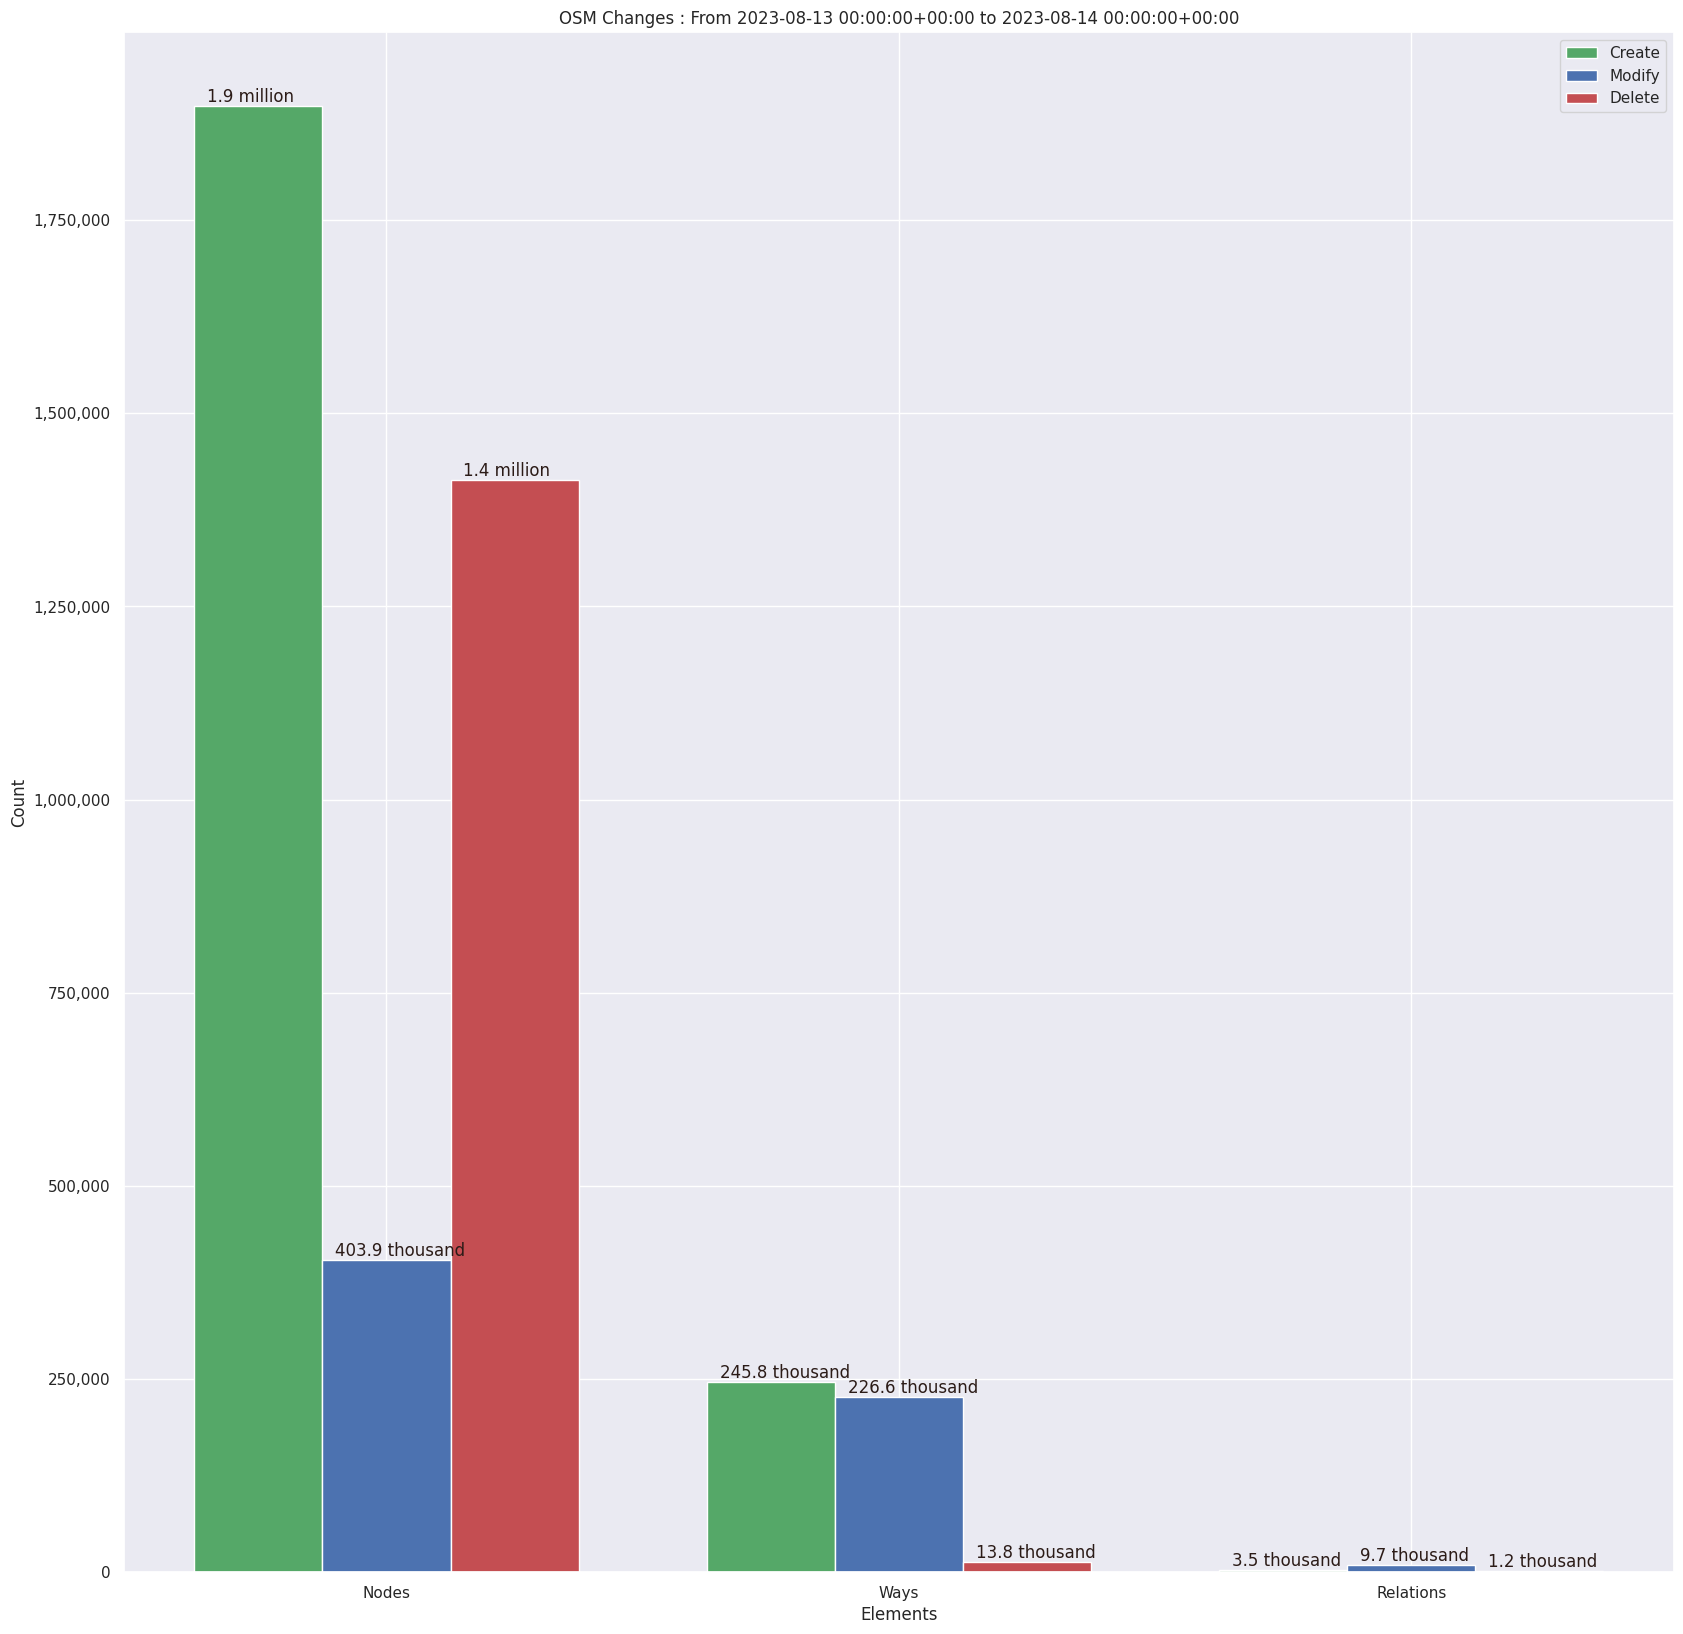 OSM Changes : From 2023-08-13 00:00:00+00:00 to 2023-08-14 00:00:00+00:00
Create
Modify
Delete
1.9 million
1.4 million
403.9 thousand
245.8 thousand
226.6 thousand
13.8 thousand
3.5 thousand
9.7 thousand
1.2 thousand
1,750,000
1,500,000
1,250,000
1,000,000
750,000
500,000
250,000
0
Count
Nodes
Ways
Relations
Elements